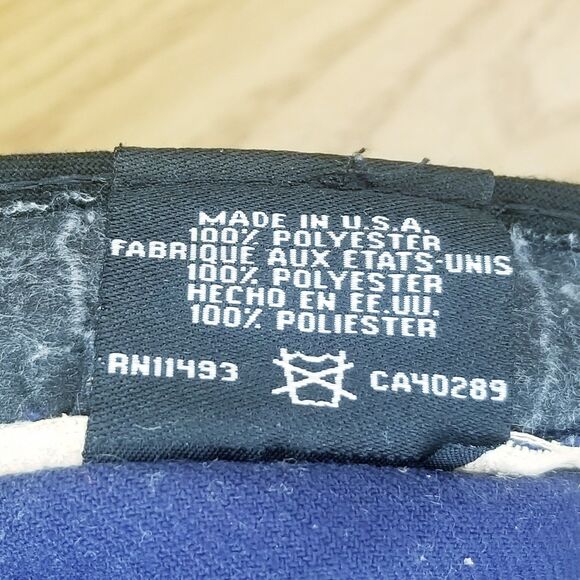 MADE IN U.S.A.
100% POLYESTER
FABRIQUE AUX ETATS-UNIS
100% POLYESTER
HECHO EN EE.UU.
100% POLIESTER
RN11493 CA40289